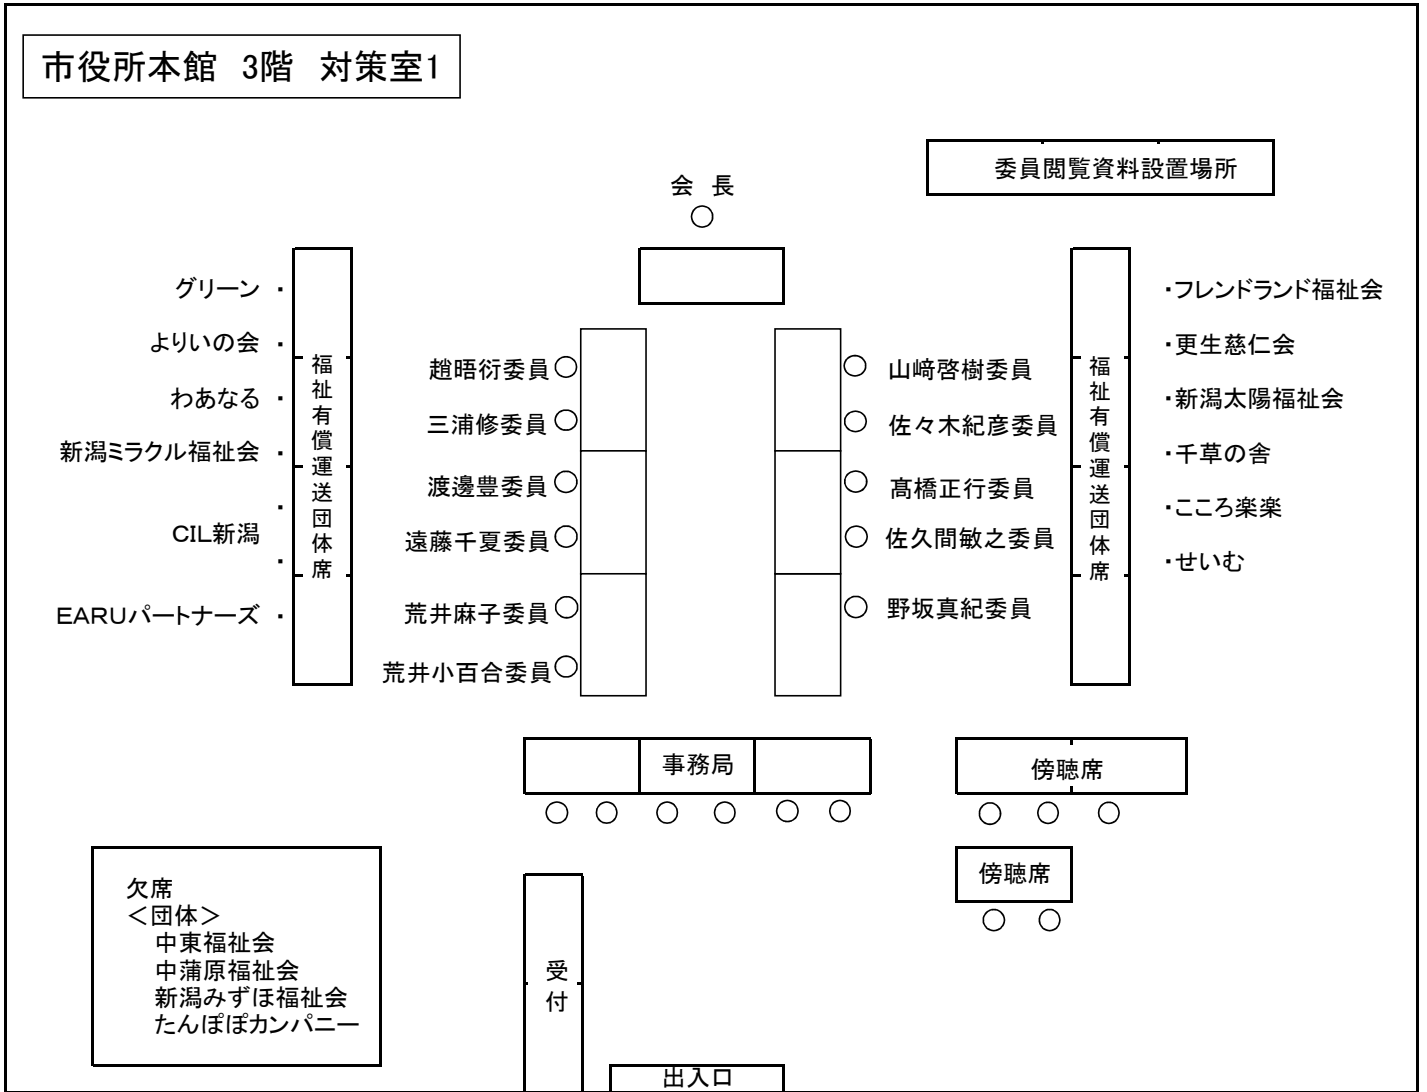 市役所本館 3階 対策室1
委員閲覧資料設置場所
会 長
グリーン ・
よりいの会 ・
わあなる ・
新潟ミラクル福祉会 ・
CIL新潟
・
・
EARUパートナーズ ・
福祉有償運送団体席
趙晤衍委員
三浦修委員
渡邊豊委員
遠藤千夏委員
荒井麻子委員
荒井小百合委員
山﨑啓樹委員
佐々木紀彦委員
髙橋正行委員
佐久間敏之委員
野坂真紀委員
福祉有償運送団体席
・フレンドランド福祉会
・更生慈仁会
・新潟太陽福祉会
・千草の舎
・こころ楽楽
・せいむ
事務局
傍聴席
傍聴席
欠席
＜団体＞
中東福祉会
中蒲原福祉会
新潟みずほ福祉会
たんぽぽカンパニー
受付
出入口